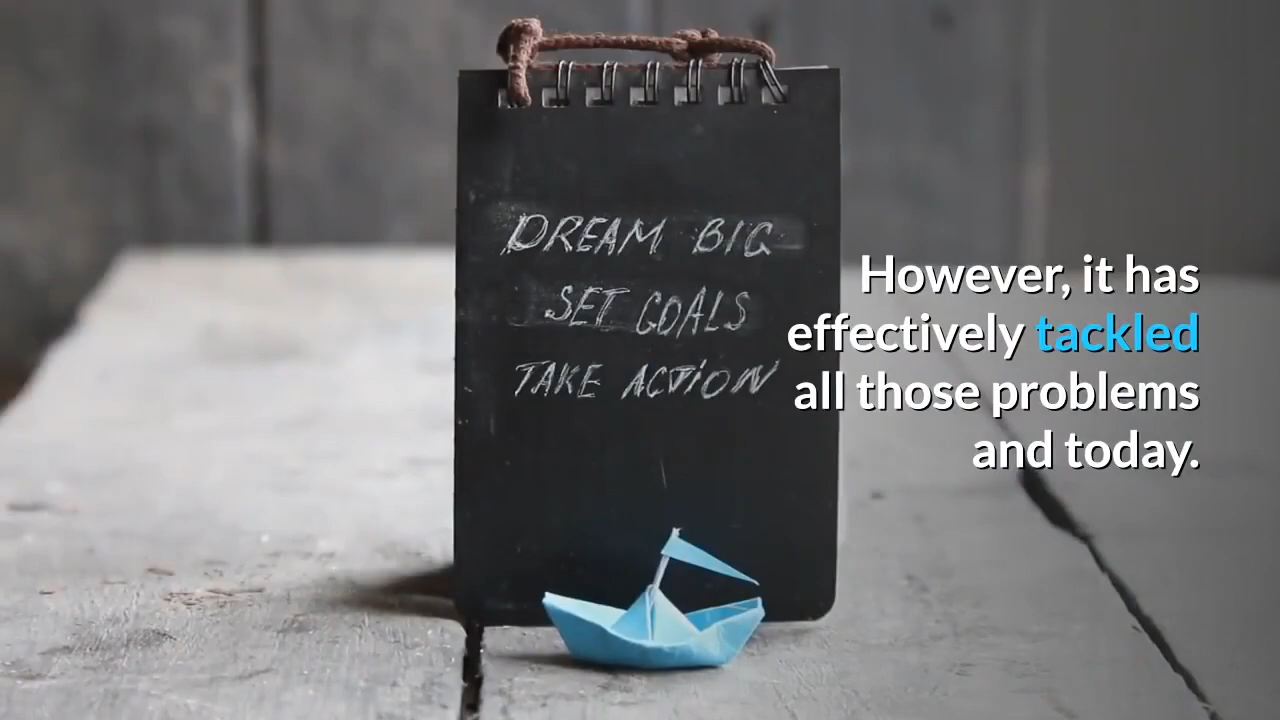 DREAM BIG
SET GOALS
TAKE ACTION
However, it has
effectively tackled
all those problems
and today.